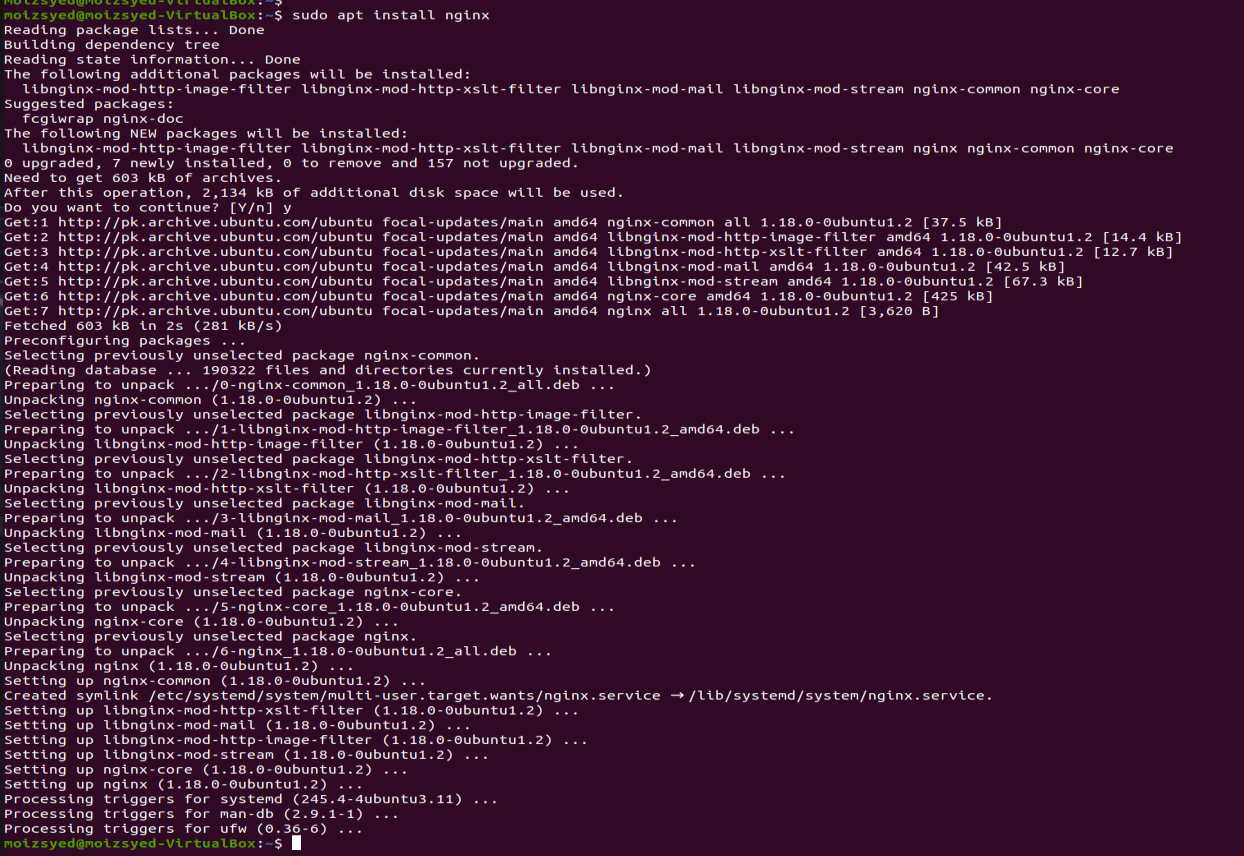 moizsyed@moizsyed-VirtualBox:~$
moizsyed@moizsyed-VirtualBox:~$ sudo apt install nginx
Reading package lists... Done
Building dependency tree
Reading state information... Done
The following additional packages will be installed:
  libnginx-mod-http-image-filter libnginx-mod-http-xslt-filter libnginx-mod-mail libnginx-mod-stream nginx-common nginx-core
Suggested packages:
  fcgiwrap nginx-doc
The following NEW packages will be installed:
  libnginx-mod-http-image-filter libnginx-mod-http-xslt-filter libnginx-mod-mail libnginx-mod-stream nginx nginx-common nginx-core
0 upgraded, 7 newly installed, 0 to remove and 157 not upgraded.
Need to get 603 kB of archives.
After this operation, 2,134 kB of additional disk space will be used.
Do you want to continue? [Y/n] y
Get:1 http://pk.archive.ubuntu.com/ubuntu focal-updates/main amd64 nginx-common all 1.18.0-0ubuntu1.2 [37.5 kB]
Get:2 http://pk.archive.ubuntu.com/ubuntu focal-updates/main amd64 libnginx-mod-http-image-filter amd64 1.18.0-0ubuntu1.2 [14.4 kB]
Get:3 http://pk.archive.ubuntu.com/ubuntu focal-updates/main amd64 libnginx-mod-http-xslt-filter amd64 1.18.0-0ubuntu1.2 [12.7 kB]
Get:4 http://pk.archive.ubuntu.com/ubuntu focal-updates/main amd64 libnginx-mod-mail amd64 1.18.0-0ubuntu1.2 [42.5 kB]
Get:5 http://pk.archive.ubuntu.com/ubuntu focal-updates/main amd64 libnginx-mod-stream amd64 1.18.0-0ubuntu1.2 [67.3 kB]
Get:6 http://pk.archive.ubuntu.com/ubuntu focal-updates/main amd64 nginx-core amd64 1.18.0-0ubuntu1.2 [425 kB]
Get:7 http://pk.archive.ubuntu.com/ubuntu focal-updates/main amd64 nginx all 1.18.0-0ubuntu1.2 [3,620 B]
Fetched 603 kB in 2s (281 kB/s)
Preconfiguring packages ...
Selecting previously unselected package nginx-common.
(Reading database ... 190322 files and directories currently installed.)
Preparing to unpack .../0-nginx-common_1.18.0-0ubuntu1.2_all.deb ...
Unpacking nginx-common (1.18.0-0ubuntu1.2) ...
Selecting previously unselected package libnginx-mod-http-image-filter.
Preparing to unpack .../1-libnginx-mod-http-image-filter_1.18.0-0ubuntu1.2_amd64.deb ...
Unpacking libnginx-mod-http-image-filter (1.18.0-0ubuntu1.2) ...
Selecting previously unselected package libnginx-mod-http-xslt-filter.
Preparing to unpack .../2-libnginx-mod-http-xslt-filter_1.18.0-0ubuntu1.2_amd64.deb ...
Unpacking libnginx-mod-http-xslt-filter (1.18.0-0ubuntu1.2) ...
Selecting previously unselected package libnginx-mod-mail.
Preparing to unpack .../3-libnginx-mod-mail_1.18.0-0ubuntu1.2_amd64.deb ...
Unpacking libnginx-mod-mail (1.18.0-0ubuntu1.2) ...
Selecting previously unselected package libnginx-mod-stream.
Preparing to unpack .../4-libnginx-mod-stream_1.18.0-0ubuntu1.2_amd64.deb ...
Unpacking libnginx-mod-stream (1.18.0-0ubuntu1.2) ...
Selecting previously unselected package nginx-core.
Preparing to unpack .../5-nginx-core_1.18.0-0ubuntu1.2_amd64.deb ...
Unpacking nginx-core (1.18.0-0ubuntu1.2) ...
Selecting previously unselected package nginx.
Preparing to unpack .../6-nginx_1.18.0-0ubuntu1.2_all.deb ...
Unpacking nginx (1.18.0-0ubuntu1.2) ...
Setting up nginx-common (1.18.0-0ubuntu1.2) ...
Created symlink /etc/systemd/system/multi-user.target.wants/nginx.service → /lib/systemd/system/nginx.service.
Setting up libnginx-mod-http-xslt-filter (1.18.0-0ubuntu1.2) ...
Setting up libnginx-mod-mail (1.18.0-0ubuntu1.2) ...
Setting up libnginx-mod-http-image-filter (1.18.0-0ubuntu1.2) ...
Setting up libnginx-mod-stream (1.18.0-0ubuntu1.2) ...
Setting up nginx-core (1.18.0-0ubuntu1.2) ...
Setting up nginx (1.18.0-0ubuntu1.2) ...
Processing triggers for systemd (245.4-4ubuntu3.11) ...
Processing triggers for man-db (2.9.1-1) ...
Processing triggers for ufw (0.36-6) ...
moizsyed@moizsyed-VirtualBox:~$